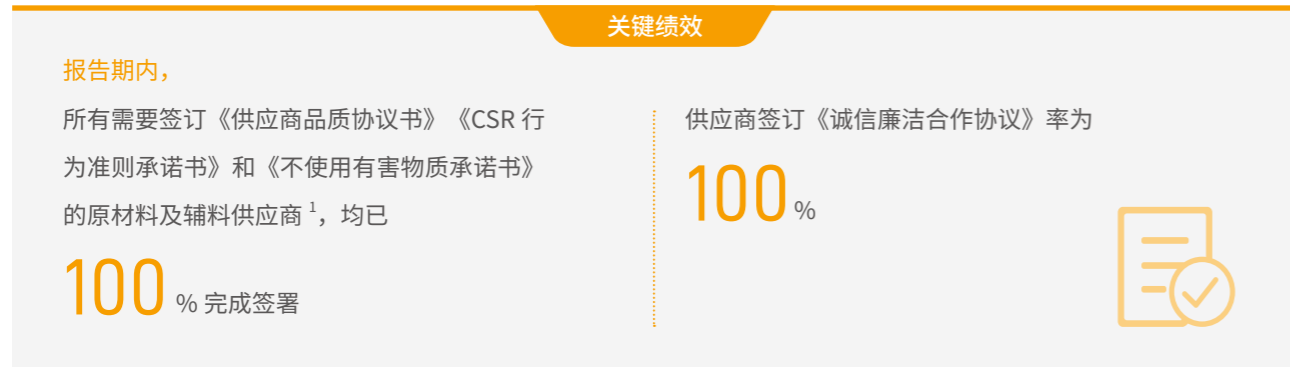 关键绩效
报告期内，
所有需要签订《供应商品质协议书》《CSR 行
为准则承诺书》和《不使用有害物质承诺书》
的原材料及辅料供应商 1，均已
100 % 完成签署
供应商签订《诚信廉洁合作协议》率为
100 %